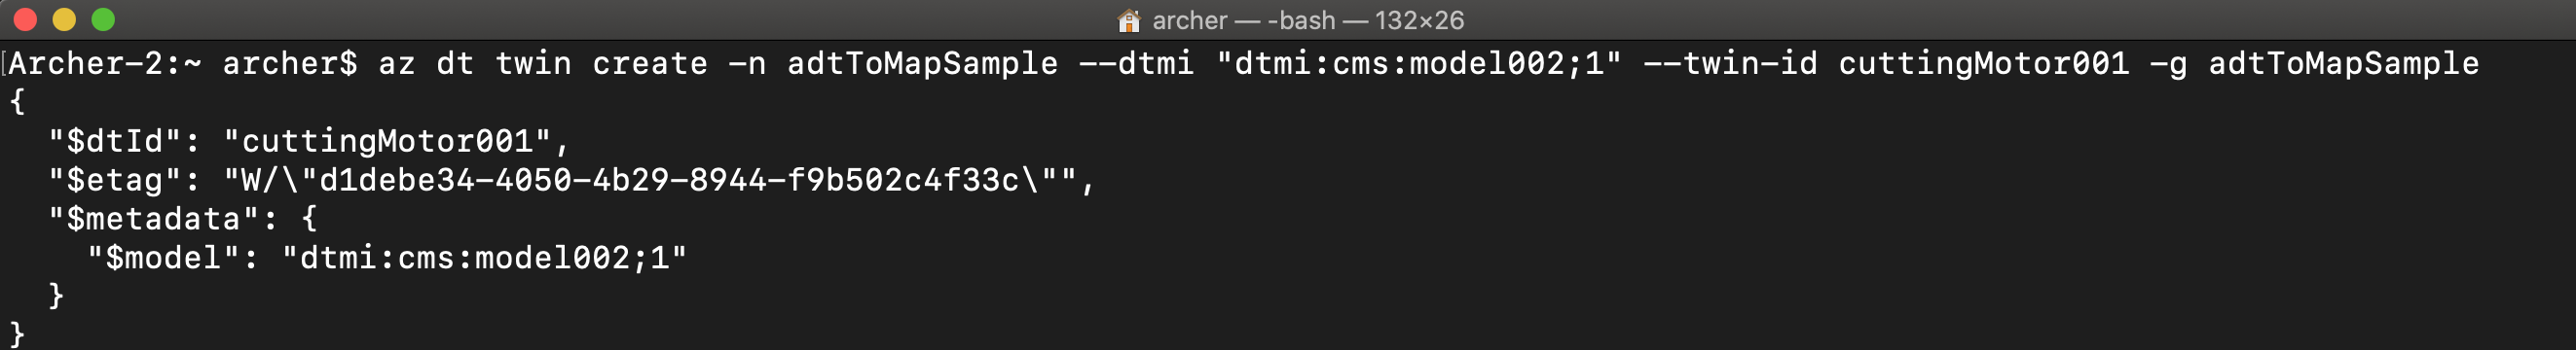 archer — -bash — 132×26
Archer-2:~ archer$ az dt twin create -n adtToMapSample --dtmi "dtmi:cms:model002;1" --twin-id cuttingMotor001 -g adtToMapSample
{
  "$dtId": "cuttingMotor001",
  "$etag": "W/\"d1debe34-4050-4b29-8944-f9b502c4f33c\"",
  "$metadata": {
    "$model": "dtmi:cms:model002;1"
  }
}